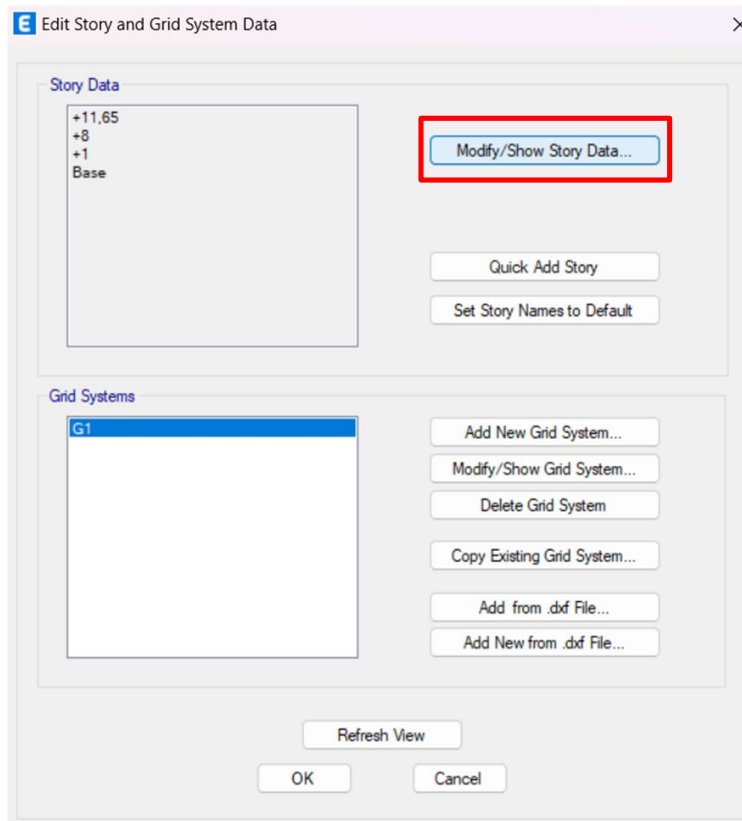 E Edit Story and Grid System Data
Story Data
+11,65
+8
+1
Base
Modify/Show Story Data...
Quick Add Story
Set Story Names to Default
Grid Systems
G1
Add New Grid System...
Modify/Show Grid System...
Delete Grid System
Copy Existing Grid System...
Add from .dxf File...
Add New from .dxf File...
Refresh View
OK
Cancel